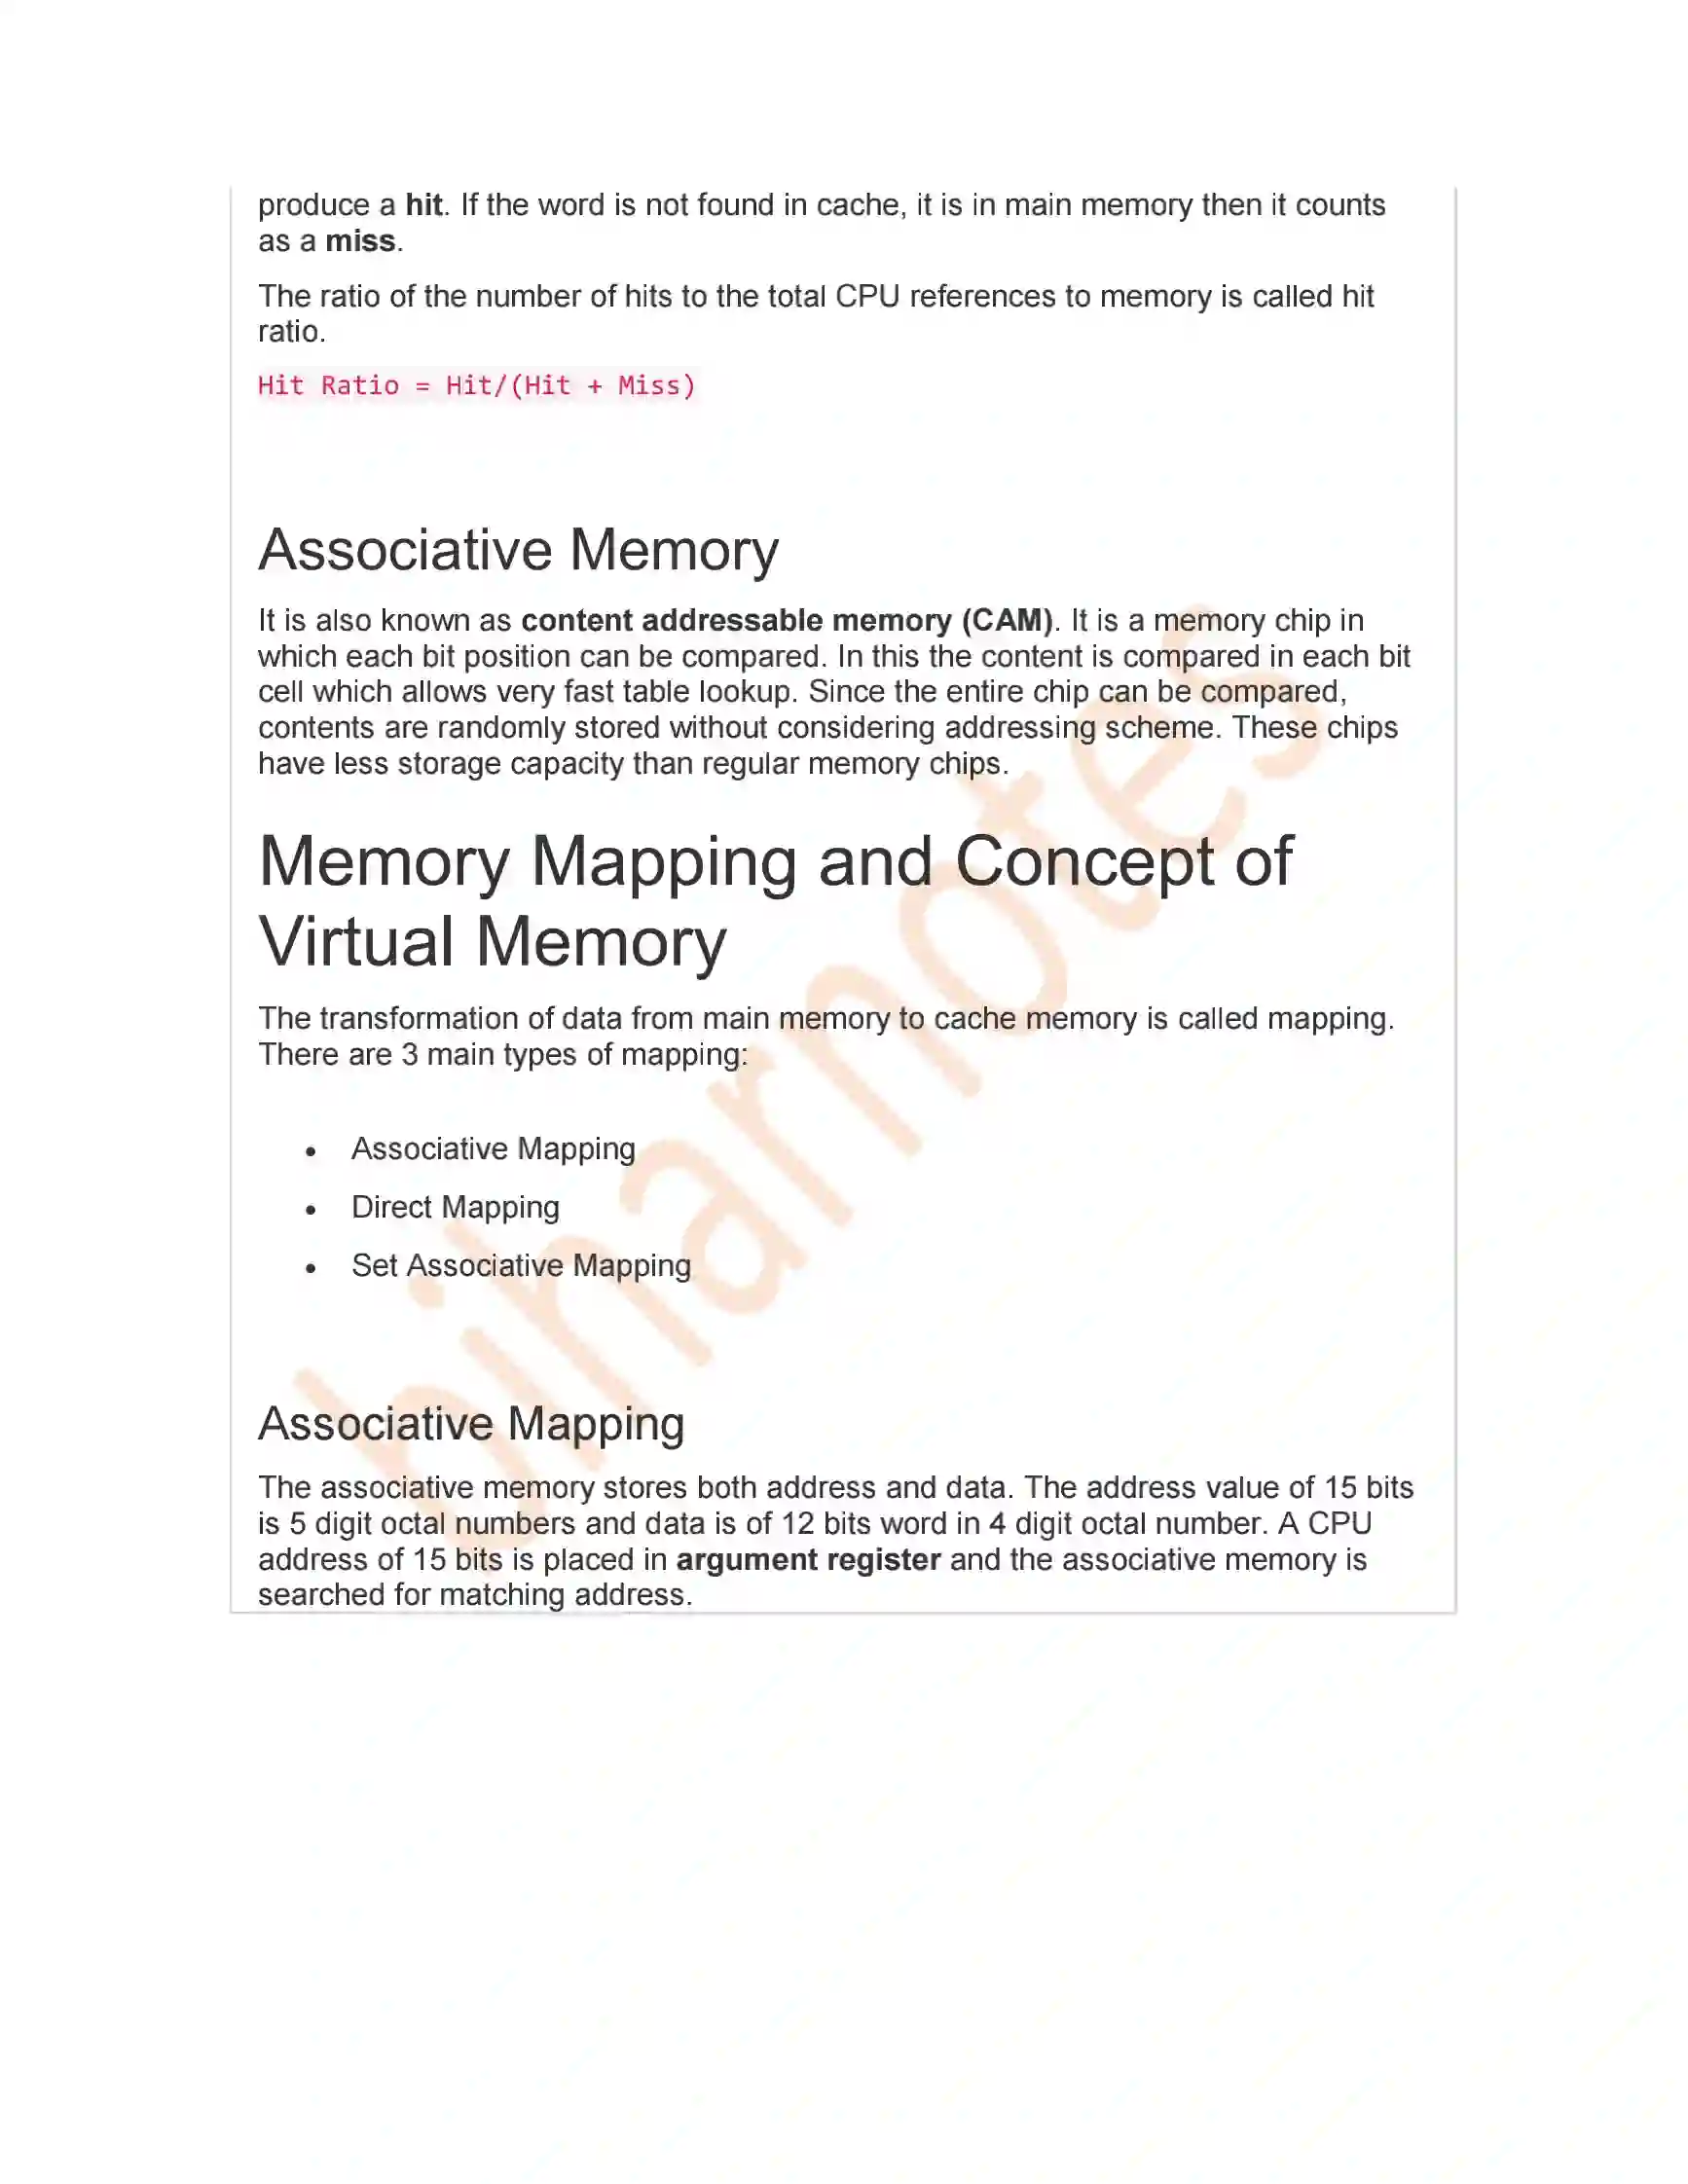 produce a hit. If the word is not found in cache, it is in main memory then it counts
as a miss.
The ratio of the number of hits to the total CPU references to memory is called hit
ratio.
Hit Ratio = Hit/(Hit + Miss)
Associative Memory
It is also known as content addressable memory (CAM). It is a memory chip in
which each bit position can be compared. In this the content is compared in each bit
cell which allows very fast table lookup. Since the entire chip can be compared,
contents are randomly stored without considering addressing scheme. These chips
have less storage capacity than regular memory chips.
Memory Mapping and Concept of
Virtual Memory
The transformation of data from main memory to cache memory is called mapping.
There are 3 main types of mapping:
• Associative Mapping
• Direct Mapping
• Set Associative Mapping
Associative Mapping
The associative memory stores both address and data. The address value of 15 bits
is 5 digit octal numbers and data is of 12 bits word in 4 digit octal number. A CPU
address of 15 bits is placed in argument register and the associative memory is
searched for matching address.
biharnotes